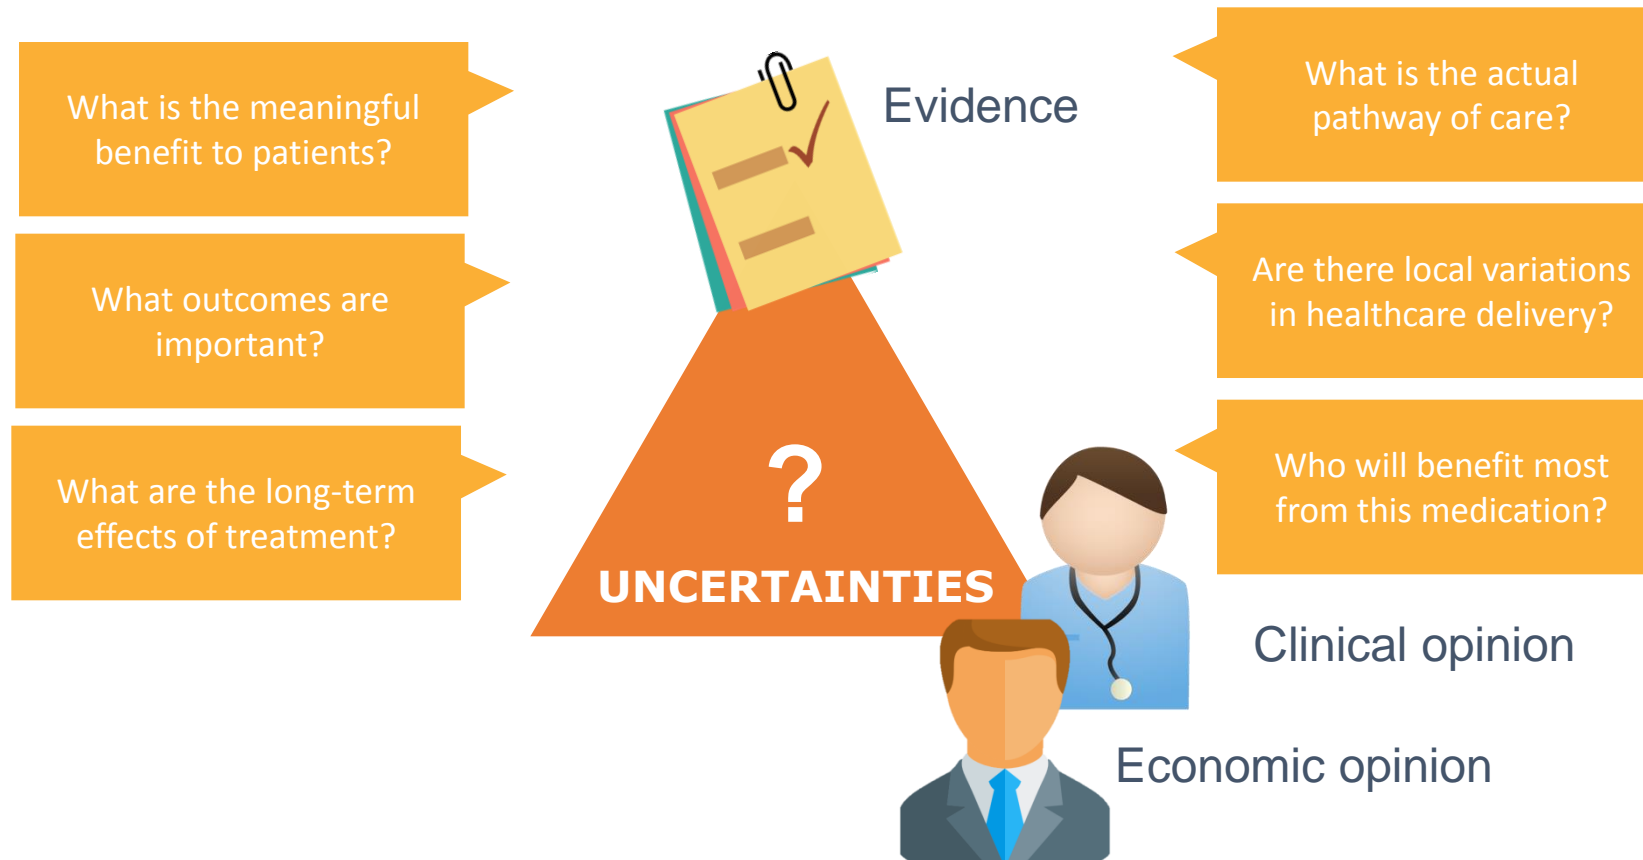 What is the meaningful
benefit to patients?
What outcomes are
important?
What are the long-term
effects of treatment?
Evidence
?
UNCERTAINTIES
What is the actual
pathway of care?
Are there local variations
in healthcare delivery?
Who will benefit most
from this medication?
Clinical opinion
Economic opinion